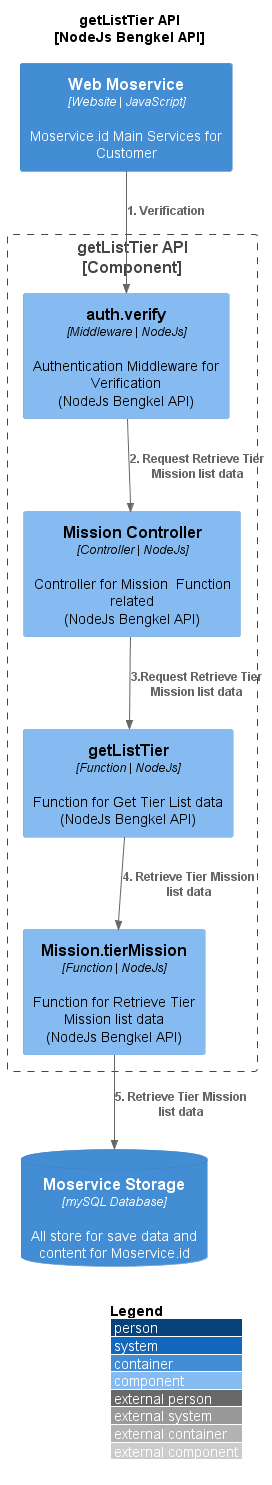 getListTier API
[NodeJs Bengkel API]
Web Moservice
[Website | JavaScript]
Moservice.id Main Services for
Customer
1. Verification
getListTier API
[Component]
auth.verify
[Middleware | NodeJs]
Authentication Middleware for
Verification
(NodeJs Bengkel API)
2. Request Retrieve Tier
Mission list data
Mission Controller
[Controller | NodeJs]
Controller for Mission  Function
related
(NodeJs Bengkel API)
3.Request Retrieve Tier
Mission list data
getListTier
[Function | NodeJs]
Function for Get Tier List data
(NodeJs Bengkel API)
4. Retrieve Tier Mission
list data
Mission.tierMission
[Function | NodeJs]
Function for Retrieve Tier
Mission list data
(NodeJs Bengkel API)
5. Retrieve Tier Mission
list data
Moservice Storage
[mySQL Database]
All store for save data and
content for Moservice.id
Legend
person
system
container
component
external person
external system
external container
external component